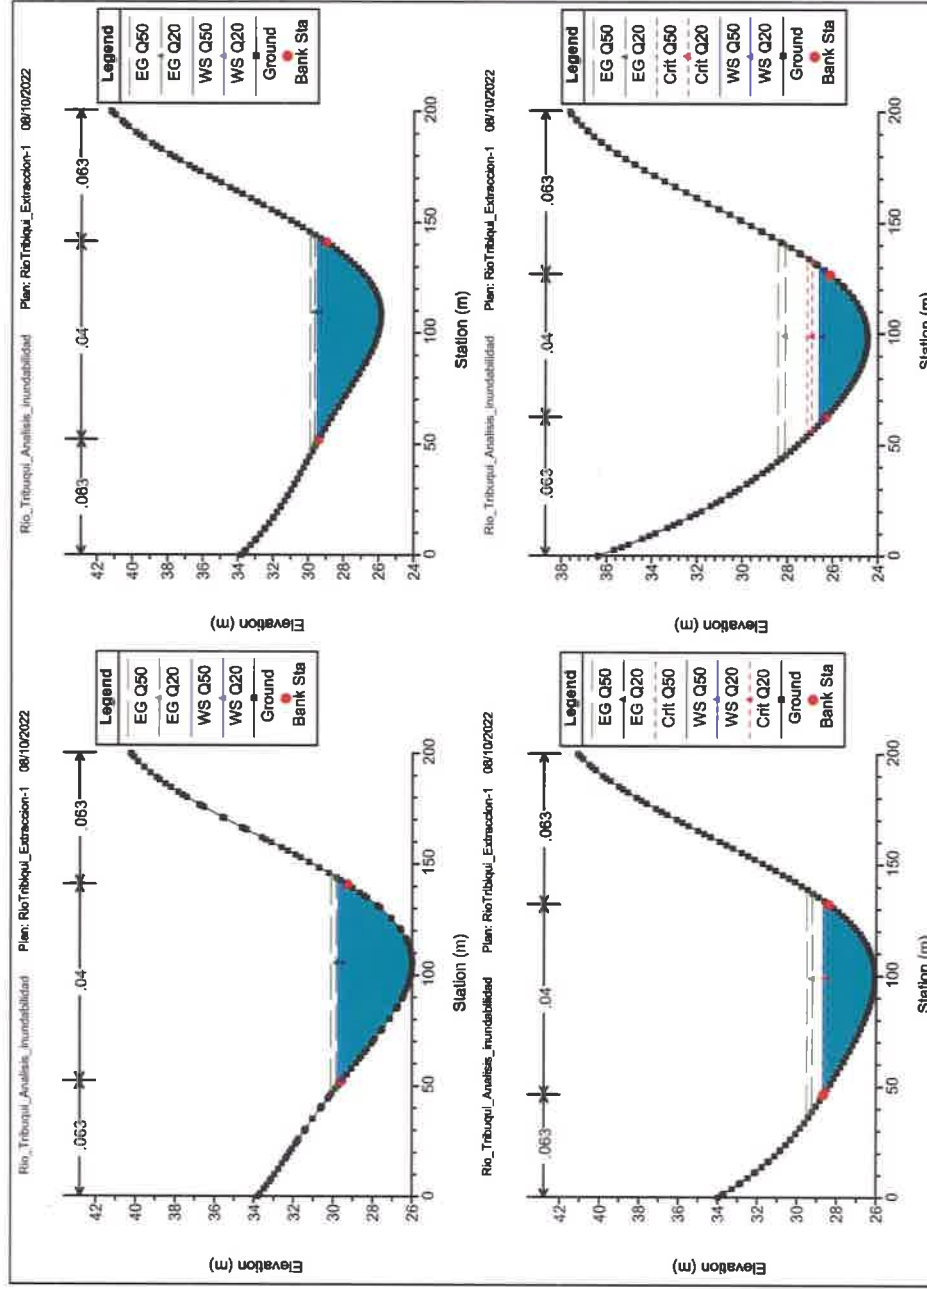 Rio_Tribuqui_Analisis_inundabilidad Plan: RioTribiqui_Extraccion-1 08/10/2022
.063 .04 .063
42
40
38
36
34
32
30
28
26
0 50 100 150 200
Elevation (m)
Station (m)
Legend
EG Q50
EG Q20
WS Q50
WS Q20
Ground
Bank Sta
Rio_Tribuqui_Analisis_inundabilidad Plan: RioTribiqui_Extraccion-1 08/10/2022
.063 .04 .063
42
40
38
36
34
32
30
28
26
24
0 50 100 150 200
Elevation (m)
Station (m)
Legend
EG Q50
EG Q20
WS Q50
WS Q20
Ground
Bank Sta
Rio_Tribuqui_Analisis_inundabilidad Plan: RioTribiqui_Extraccion-1 08/10/2022
.063 .04 .063
42
40
38
36
34
32
30
28
26
0 50 100 150 200
Elevation (m)
Station (m)
Legend
EG Q50
EG Q20
Crit Q50
WS Q50
WS Q20
Crit Q20
Ground
Bank Sta
Rio_Tribuqui_Analisis_inundabilidad Plan: RioTribiqui_Extraccion-1 08/10/2022
.063 .04 .063
38
36
34
32
30
28
26
24
0 50 100 150 200
Elevation (m)
Station (m)
Legend
EG Q50
EG Q20
Crit Q50
Crit Q20
WS Q50
WS Q20
Ground
Bank Sta